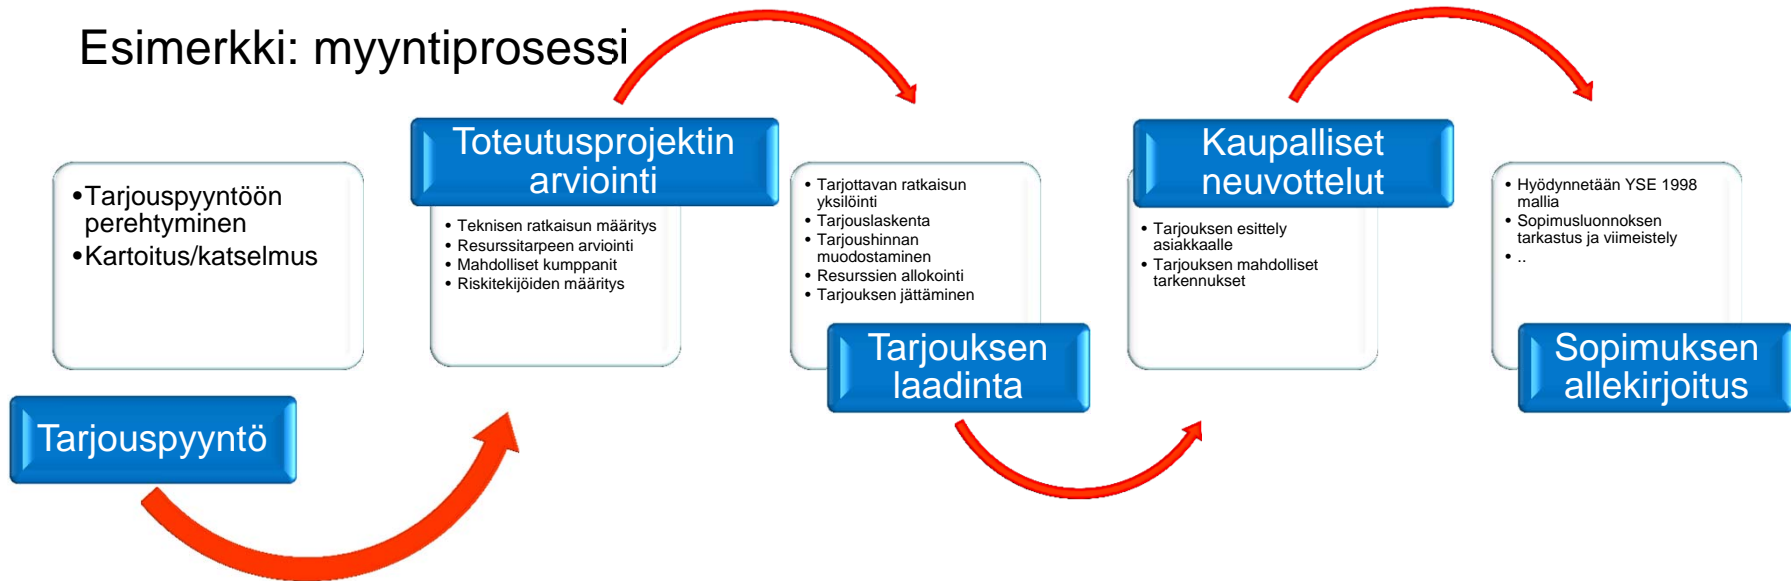 Esimerkki: myyntiprosessi
•Tarjouspyyntöön
perehtyminen
•Kartoitus/katselmus
Tarjouspyyntö
Toteutusprojektin
arviointi
• Teknisen ratkaisun määritys
• Resurssitarpeen arviointi
• Mahdolliset kumppanit
• Riskitekijöiden määritys
• Tarjottavan ratkaisun
yksilöinti
• Tarjouslaskenta
• Tarjoushinnan
muodostaminen
• Resurssien allokointi
• Tarjouksen jättäminen
Tarjouksen
laadinta
Kaupalliset
neuvottelut
• Tarjouksen esittely
asiakkaalle
• Tarjouksen mahdolliset
tarkennukset
• Hyödynnetään YSE 1998
mallia
• Sopimusluonnoksen
tarkastus ja viimeistely
• ..
Sopimuksen
allekirjoitus